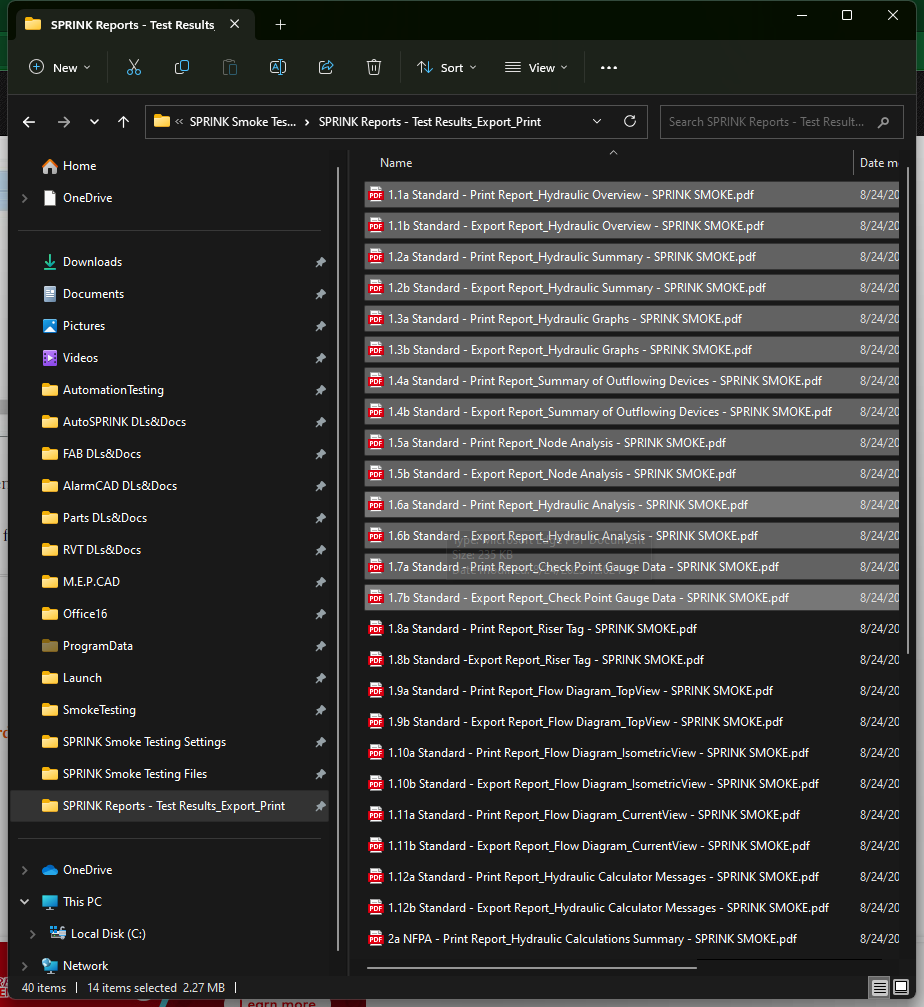 SPRINK Reports - Test Results
New
Sort
View
« SPRINK Smoke Tes... › SPRINK Reports - Test Results_Export_Print
Search SPRINK Reports - Test Result...
Home
OneDrive
Downloads
Documents
Pictures
Videos
AutomationTesting
AutoSPRINK DLs&Docs
FAB DLs&Docs
AlarmCAD DLs&Docs
Parts DLs&Docs
RVT DLs&Docs
M.E.P.CAD
Office16
ProgramData
Launch
SmokeTesting
SPRINK Smoke Testing Settings
SPRINK Smoke Testing Files
SPRINK Reports - Test Results_Export_Print
OneDrive
This PC
Local Disk (C:)
Network
Name Date m
1.1a Standard - Print Report_Hydraulic Overview - SPRINK SMOKE.pdf 8/24/20
1.1b Standard - Export Report_Hydraulic Overview - SPRINK SMOKE.pdf 8/24/20
1.2a Standard - Print Report_Hydraulic Summary - SPRINK SMOKE.pdf 8/24/20
1.2b Standard - Export Report_Hydraulic Summary - SPRINK SMOKE.pdf 8/24/20
1.3a Standard - Print Report_Hydraulic Graphs - SPRINK SMOKE.pdf 8/24/20
1.3b Standard - Export Report_Hydraulic Graphs - SPRINK SMOKE.pdf 8/24/20
1.4a Standard - Print Report_Summary of Outflowing Devices - SPRINK SMOKE.pdf 8/24/20
1.4b Standard - Export Report_Summary of Outflowing Devices - SPRINK SMOKE.pdf 8/24/20
1.5a Standard - Print Report_Node Analysis - SPRINK SMOKE.pdf 8/24/20
1.5b Standard - Export Report_Node Analysis - SPRINK SMOKE.pdf 8/24/20
1.6a Standard - Print Report_Hydraulic Analysis - SPRINK SMOKE.pdf 8/24/20
1.6b Standard - Export Report_Hydraulic Analysis - SPRINK SMOKE.pdf 8/24/20
Size: 235 KB
1.7a Standard - Print Report_Check Point Gauge Data - SPRINK SMOKE.pdf 8/24/20
1.7b Standard - Export Report_Check Point Gauge Data - SPRINK SMOKE.pdf 8/24/20
1.8a Standard - Print Report_Riser Tag - SPRINK SMOKE.pdf 8/24/20
1.8b Standard -Export Report_Riser Tag - SPRINK SMOKE.pdf 8/24/20
1.9a Standard - Print Report_Flow Diagram_TopView - SPRINK SMOKE.pdf 8/24/20
1.9b Standard - Export Report_Flow Diagram_TopView - SPRINK SMOKE.pdf 8/24/20
1.10a Standard - Print Report_Flow Diagram_IsometricView - SPRINK SMOKE.pdf 8/24/20
1.10b Standard - Export Report_Flow Diagram_IsometricView - SPRINK SMOKE.pdf 8/24/20
1.11a Standard - Print Report_Flow Diagram_CurrentView - SPRINK SMOKE.pdf 8/24/20
1.11b Standard - Export Report_Flow Diagram_CurrentView - SPRINK SMOKE.pdf 8/24/20
1.12a Standard - Print Report_Hydraulic Calculator Messages - SPRINK SMOKE.pdf 8/24/20
1.12b Standard - Export Report_Hydraulic Calculator Messages - SPRINK SMOKE.pdf 8/24/20
2a NFPA - Print Report_Hydraulic Calculations Summary - SPRINK SMOKE.pdf 8/24/20
40 items 14 items selected 2.27 MB
Learn more